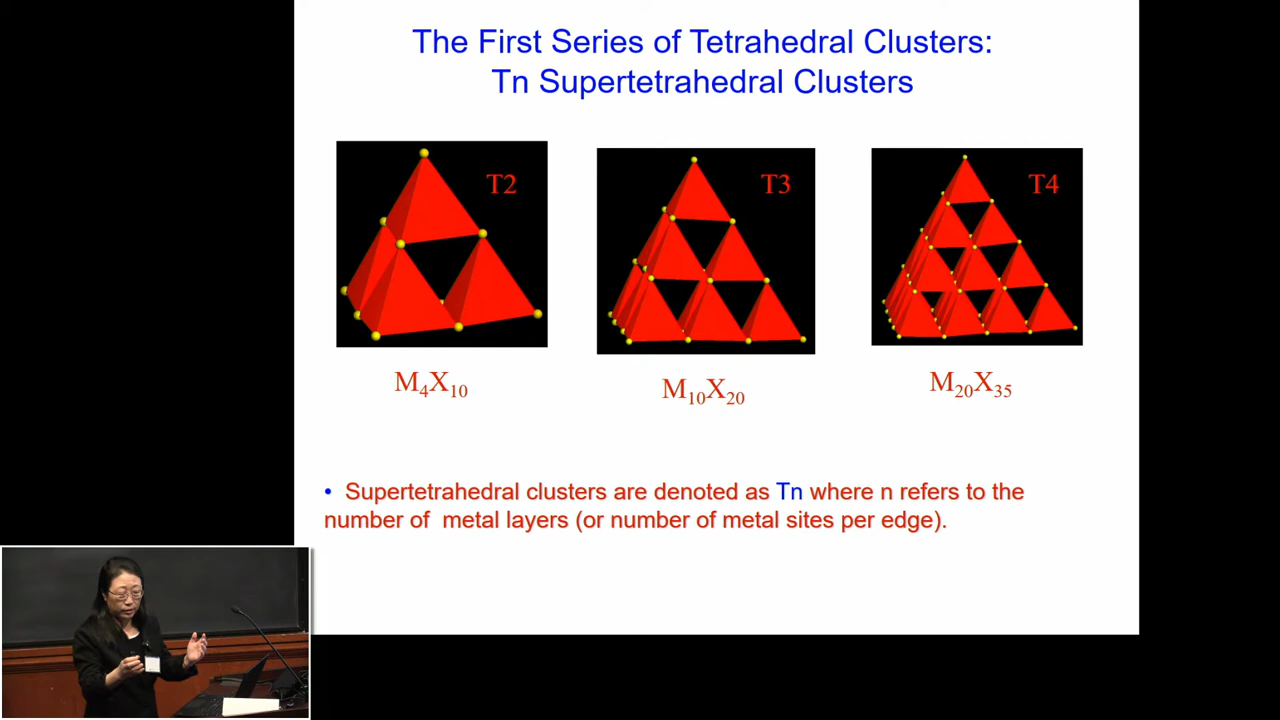 The First Series of Tetrahedral Clusters:
Tn Supertetrahedral Clusters
T2
T3
T4
M₄X₁₀
M₁₀X₂₀
M₂₀X₃₅
• Supertetrahedral clusters are denoted as Tn where n refers to the
number of metal layers (or number of metal sites per edge).